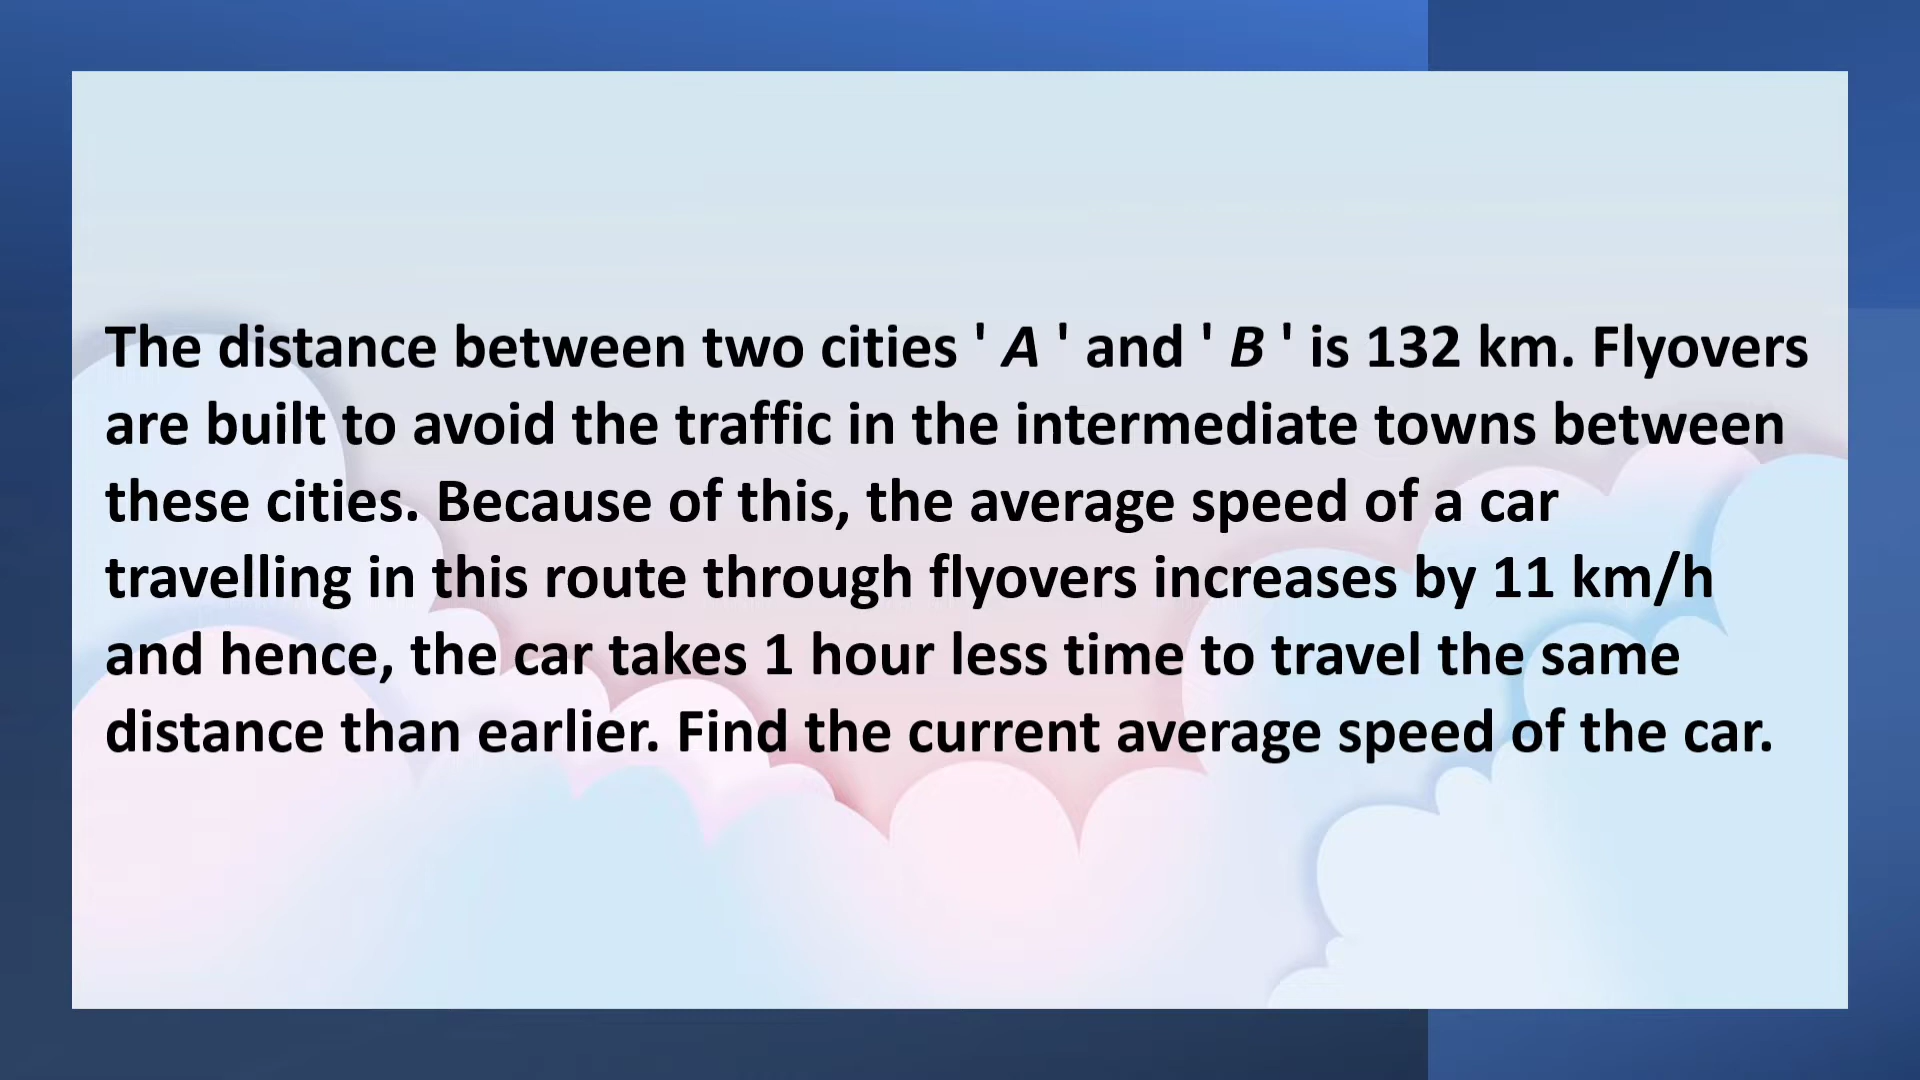 The distance between two cities ' A ' and ' B ' is 132 km. Flyovers
are built to avoid the traffic in the intermediate towns between
these cities. Because of this, the average speed of a car
travelling in this route through flyovers increases by 11 km/h
and hence, the car takes 1 hour less time to travel the same
distance than earlier. Find the current average speed of the car.